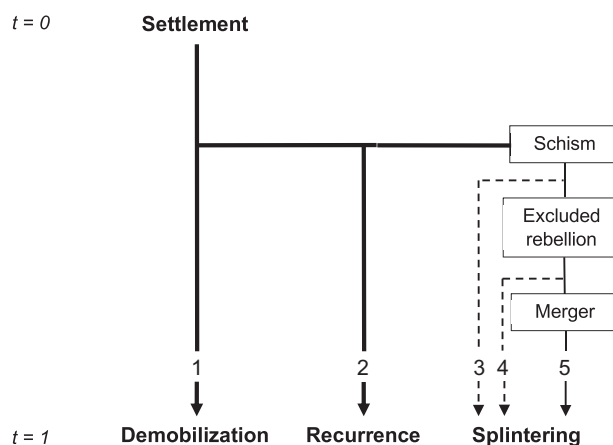 t = 0
Settlement
Schism
Excluded
rebellion
Merger
1 2 3 4 5
t = 1
Demobilization Recurrence Splintering